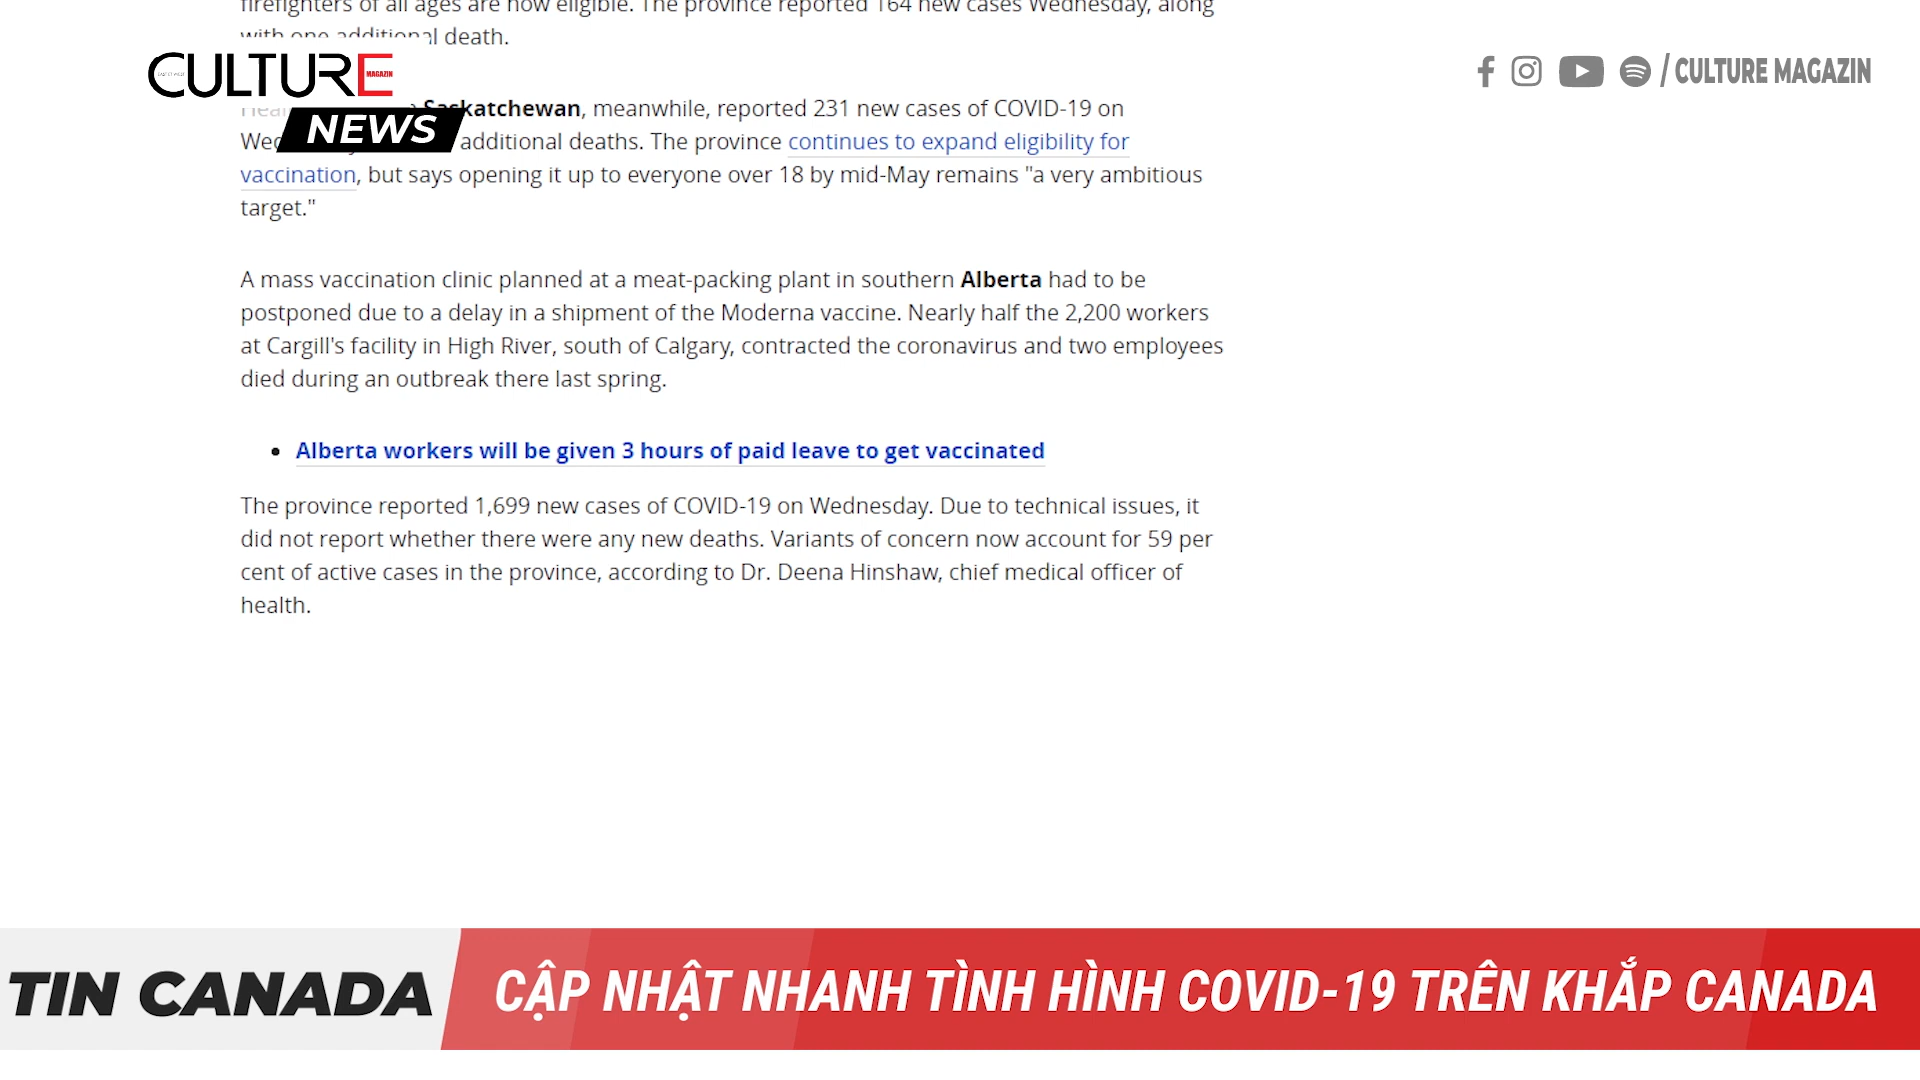 firefighters of all ages are now eligible. The province reported 164 new cases Wednesday, along
with one additional death.
CULTURE
MAGAZIN
NEWS
/ CULTURE MAGAZIN
Saskatchewan, meanwhile, reported 231 new cases of COVID-19 on
additional deaths. The province continues to expand eligibility for
vaccination, but says opening it up to everyone over 18 by mid-May remains "a very ambitious
target."
A mass vaccination clinic planned at a meat-packing plant in southern Alberta had to be
postponed due to a delay in a shipment of the Moderna vaccine. Nearly half the 2,200 workers
at Cargill's facility in High River, south of Calgary, contracted the coronavirus and two employees
died during an outbreak there last spring.
• Alberta workers will be given 3 hours of paid leave to get vaccinated
The province reported 1,699 new cases of COVID-19 on Wednesday. Due to technical issues, it
did not report whether there were any new deaths. Variants of concern now account for 59 per
cent of active cases in the province, according to Dr. Deena Hinshaw, chief medical officer of
health.
TIN CANADA
CẬP NHẬT NHANH TÌNH HÌNH COVID-19 TRÊN KHẮP CANADA